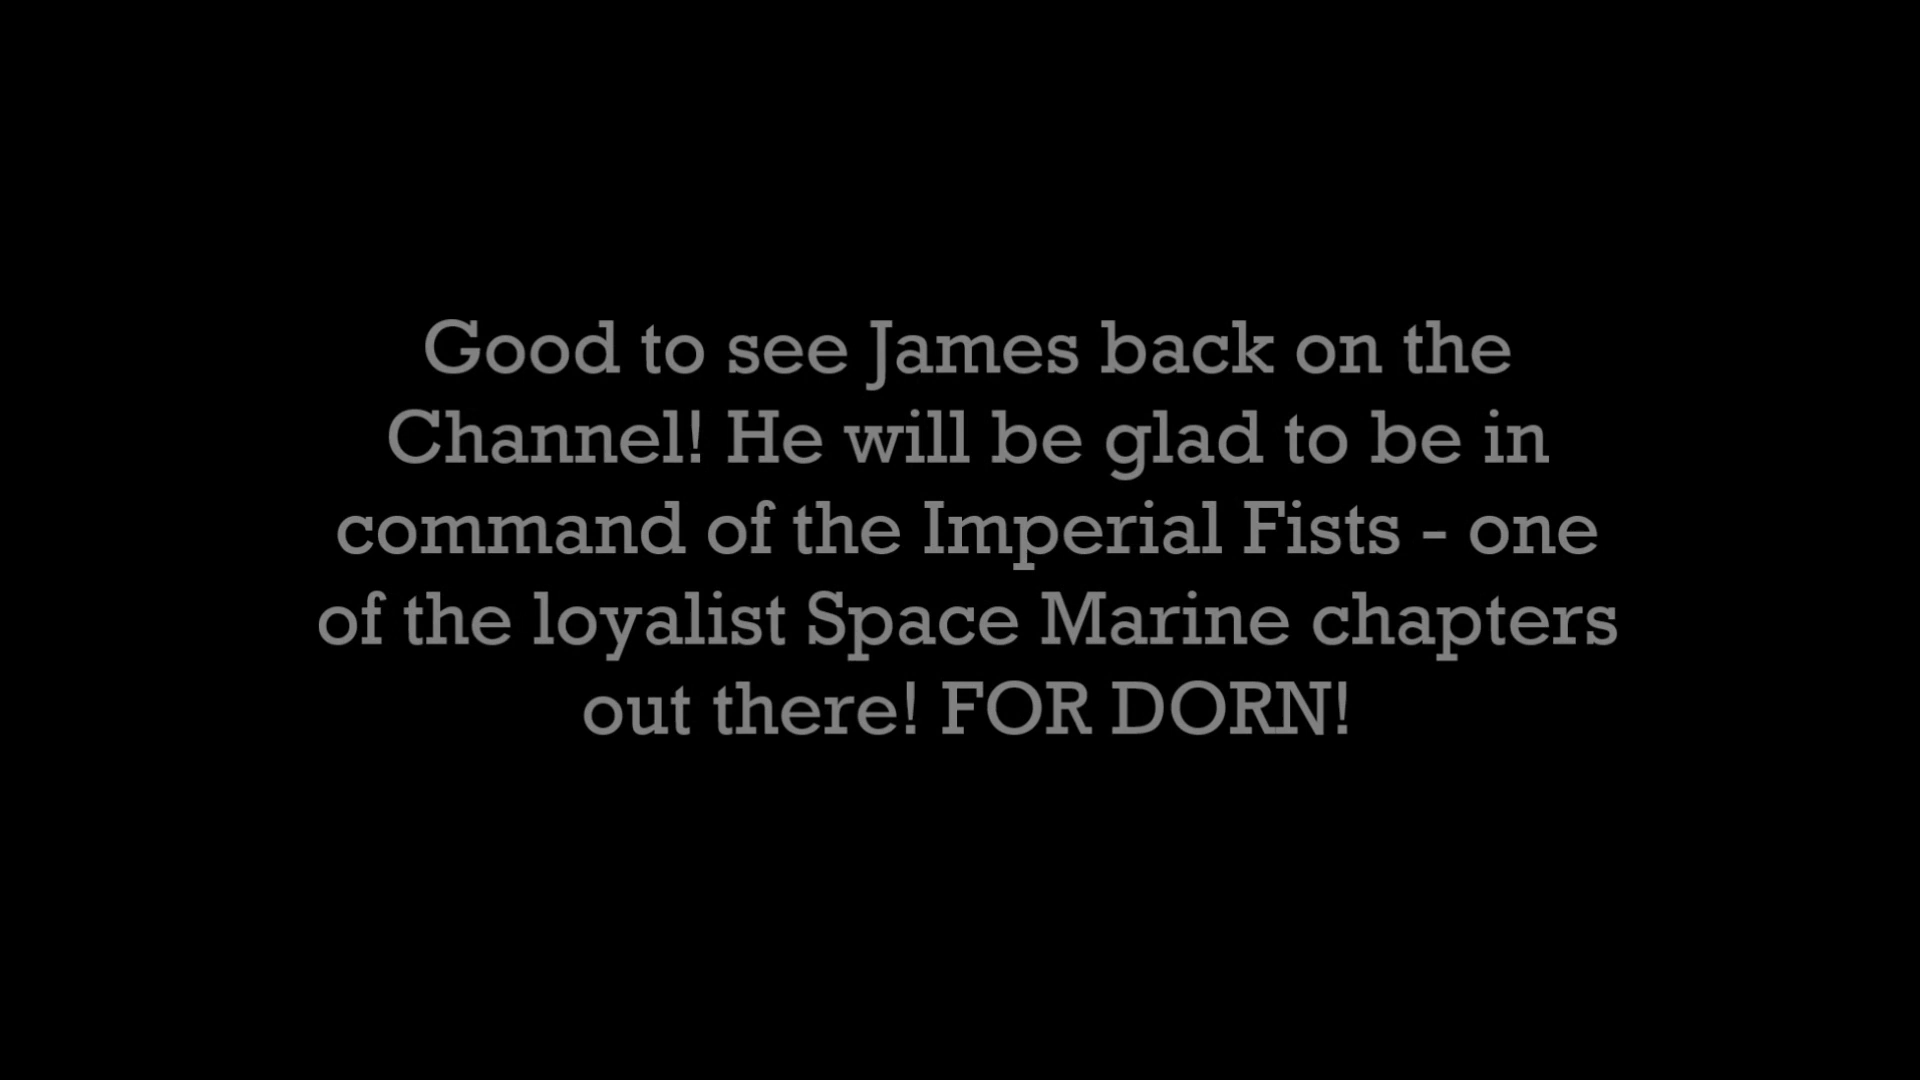 Good to see James back on the
Channel! He will be glad to be in
command of the Imperial Fists - one
of the loyalist Space Marine chapters
out there! FOR DORN!